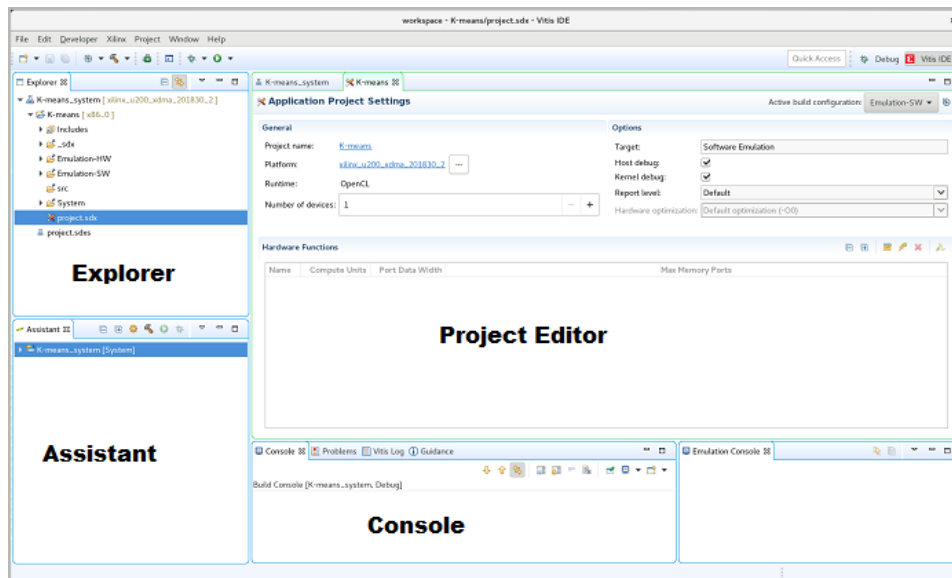 workspace - K-means/project.sdx - Vitis IDE
File Edit Developer Xilinx Project Window Help
Quick Access
Debug
Vitis IDE
Explorer
K-means_system [ xilinx_u200_xdma_201830_2 ]
K-means [ x86_0 ]
Includes
_sdx
Emulation-HW
Emulation-SW
src
System
project.sdx
project.sdes
Explorer
Assistant
K-means_system [System]
Assistant
K-means_system
K-means
Application Project Settings
Active build configuration: Emulation-SW
General
Project name: K-means
Platform: xilinx_u200_xdma_201830_2 ...
Runtime: OpenCL
Number of devices: 1 − +
Options
Target: Software Emulation
Host debug:
Kernel debug:
Report level: Default
Hardware optimization: Default optimization (-O0)
Hardware Functions
Name Compute Units Port Data Width Max Memory Ports
Project Editor
Console Problems Vitis Log Guidance
Build Console [K-means_system, Debug]
Console
Emulation Console